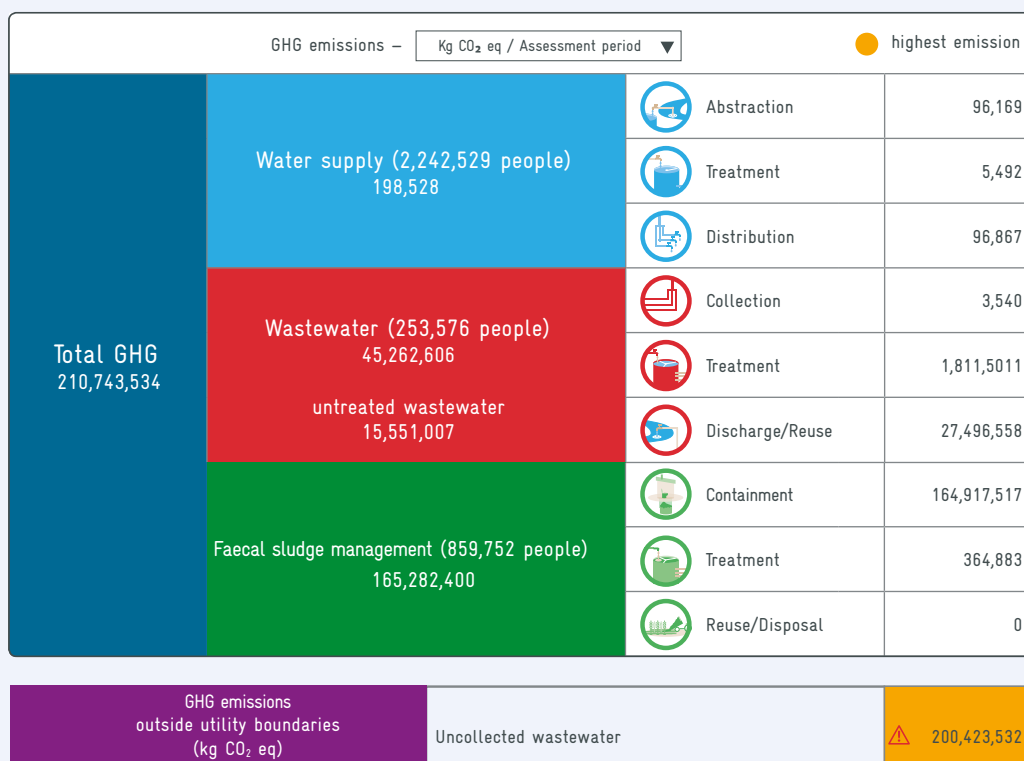 GHG emissions – Kg CO₂ eq / Assessment period ▼
highest emission
Total GHG
210,743,534
Water supply (2,242,529 people)
198,528
Abstraction 96,169
Treatment 5,492
Distribution 96,867
Wastewater (253,576 people)
45,262,606
untreated wastewater
15,551,007
Collection 3,540
Treatment 1,811,5011
Discharge/Reuse 27,496,558
Faecal sludge management (859,752 people)
165,282,400
Containment 164,917,517
Treatment 364,883
Reuse/Disposal 0
GHG emissions
outside utility boundaries
(kg CO₂ eq)
Uncollected wastewater 200,423,532